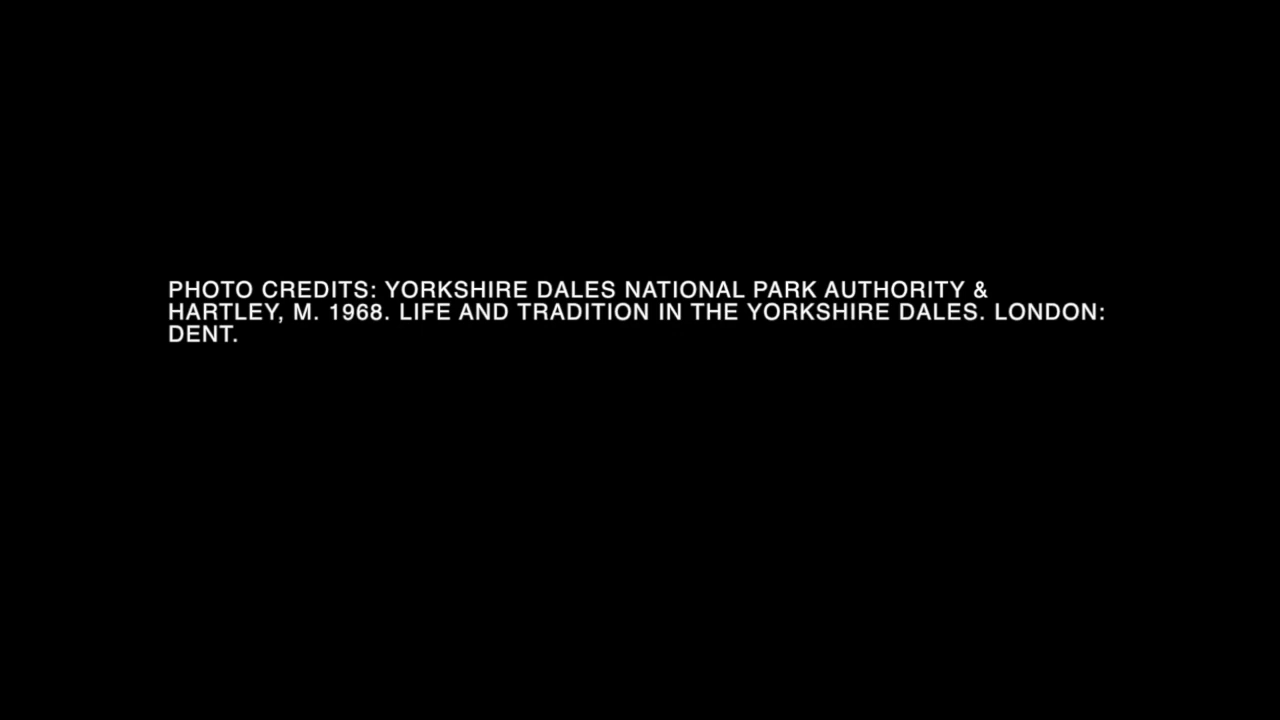 PHOTO CREDITS: YORKSHIRE DALES NATIONAL PARK AUTHORITY &
HARTLEY, M. 1968. LIFE AND TRADITION IN THE YORKSHIRE DALES. LONDON:
DENT.